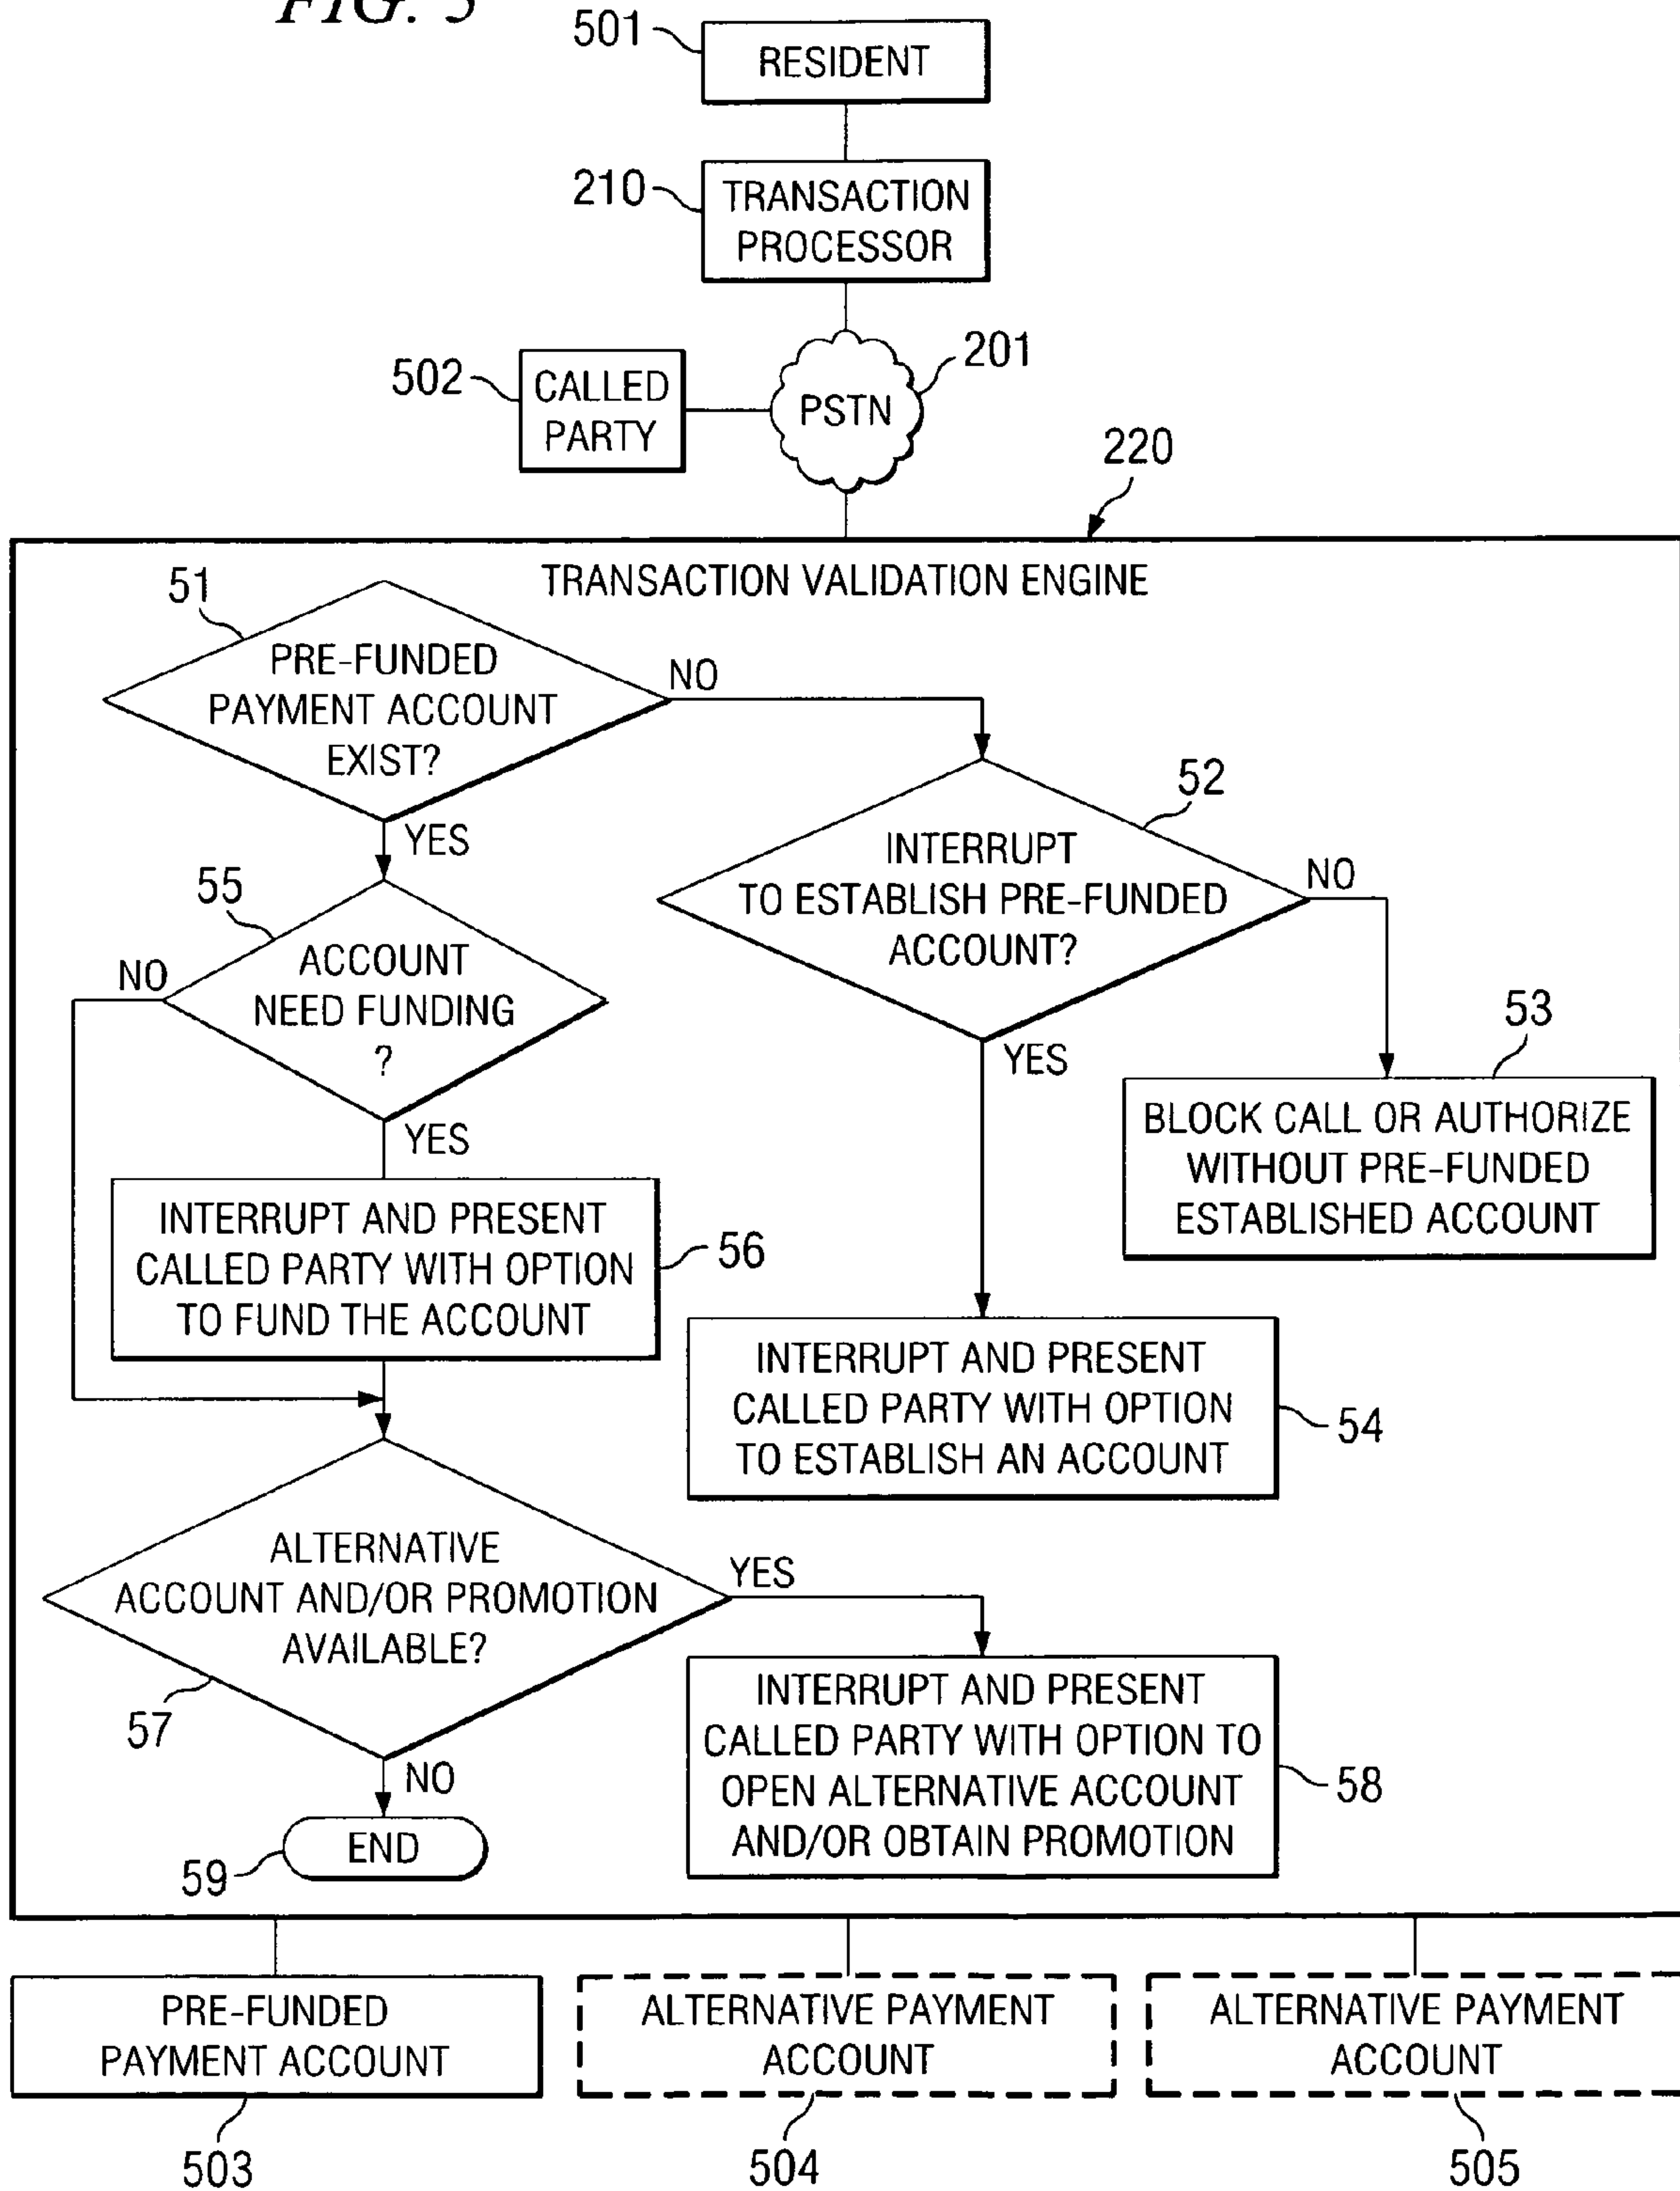 FIG. 5
501
RESIDENT
210
TRANSACTION
PROCESSOR
502
CALLED
PARTY
PSTN
201
220
TRANSACTION VALIDATION ENGINE
51
PRE-FUNDED
PAYMENT ACCOUNT
EXIST?
NO
YES
52
INTERRUPT
TO ESTABLISH PRE-FUNDED
ACCOUNT?
NO
YES
55
ACCOUNT
NEED FUNDING
?
NO
YES
53
BLOCK CALL OR AUTHORIZE
WITHOUT PRE-FUNDED
ESTABLISHED ACCOUNT
INTERRUPT AND PRESENT
CALLED PARTY WITH OPTION
TO FUND THE ACCOUNT
56
INTERRUPT AND PRESENT
CALLED PARTY WITH OPTION
TO ESTABLISH AN ACCOUNT
54
ALTERNATIVE
ACCOUNT AND/OR PROMOTION
AVAILABLE?
YES
57
NO
INTERRUPT AND PRESENT
CALLED PARTY WITH OPTION TO
OPEN ALTERNATIVE ACCOUNT
AND/OR OBTAIN PROMOTION
58
END
59
PRE-FUNDED
PAYMENT ACCOUNT
503
ALTERNATIVE PAYMENT
ACCOUNT
504
ALTERNATIVE PAYMENT
ACCOUNT
505